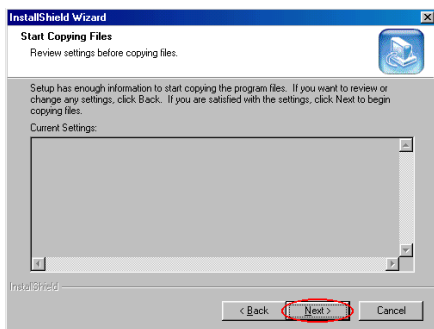 InstallShield Wizard
Start Copying Files
Review settings before copying files.
Setup has enough information to start copying the program files. If you want to review or
change any settings, click Back. If you are satisfied with the settings, click Next to begin
copying files.
Current Settings:
InstallShield
< Back Next > Cancel